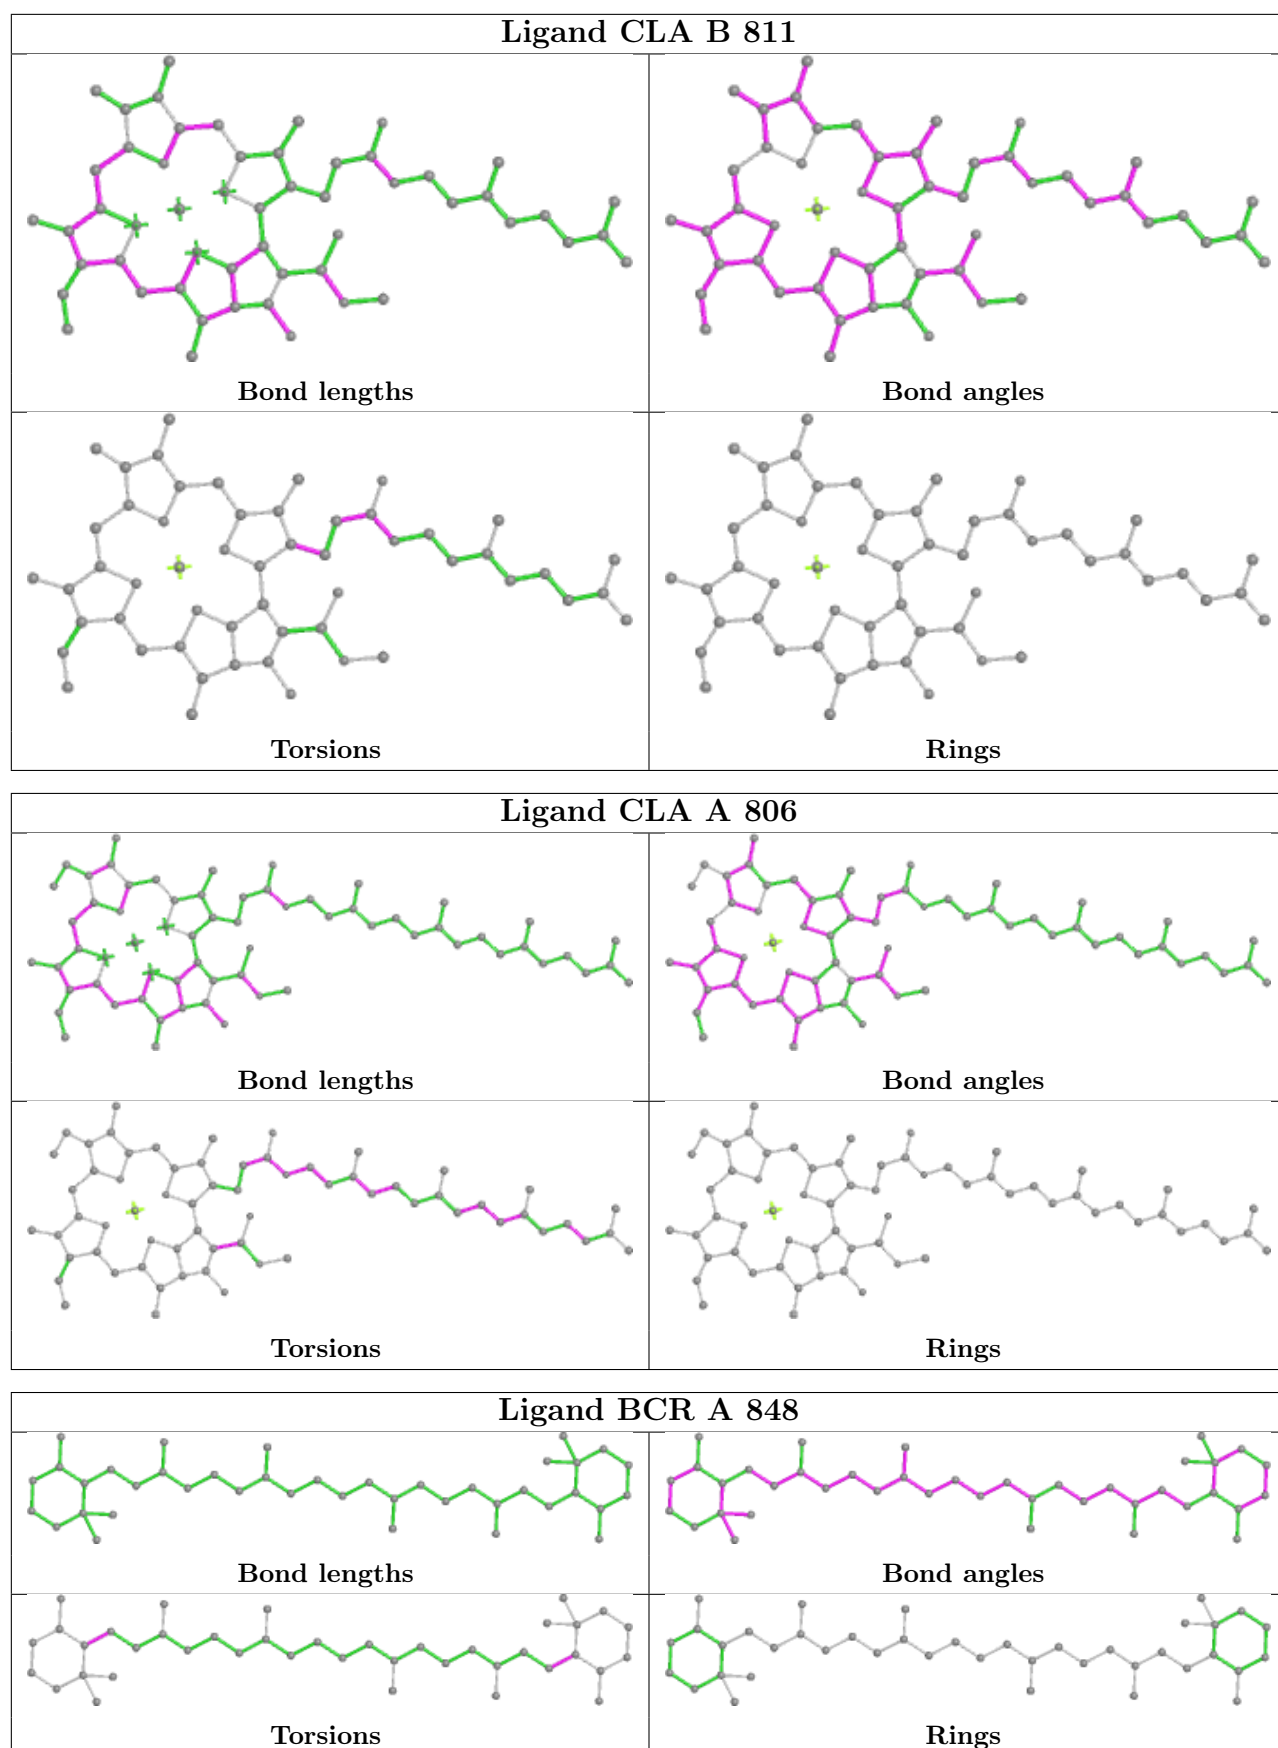 Ligand CLA B 811
Bond lengths
Bond angles
Torsions
Rings
Ligand CLA A 806
Bond lengths
Bond angles
Torsions
Rings
Ligand BCR A 848
Bond lengths
Bond angles
Torsions
Rings